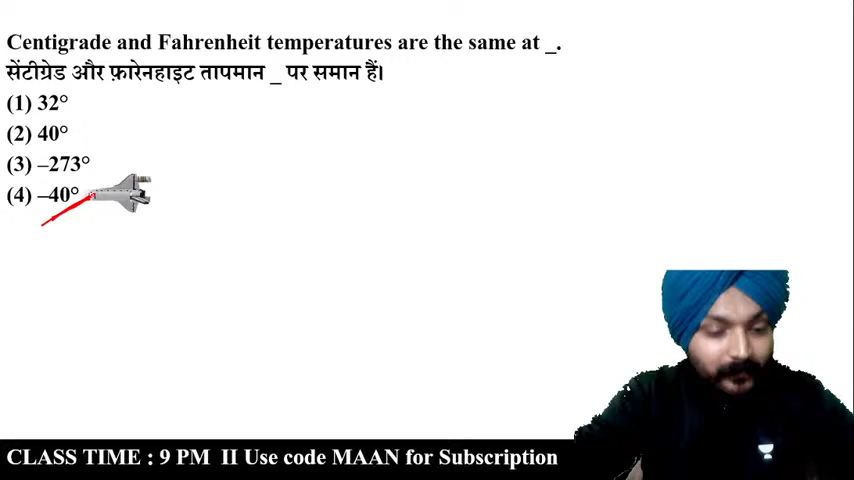 Centigrade and Fahrenheit temperatures are the same at _.
सेंटीग्रेड और फ़ारेनहाइट तापमान _ पर समान हैं।
(1) 32°
(2) 40°
(3) –273°
(4) –40°
CLASS TIME : 9 PM II Use code MAAN for Subscription